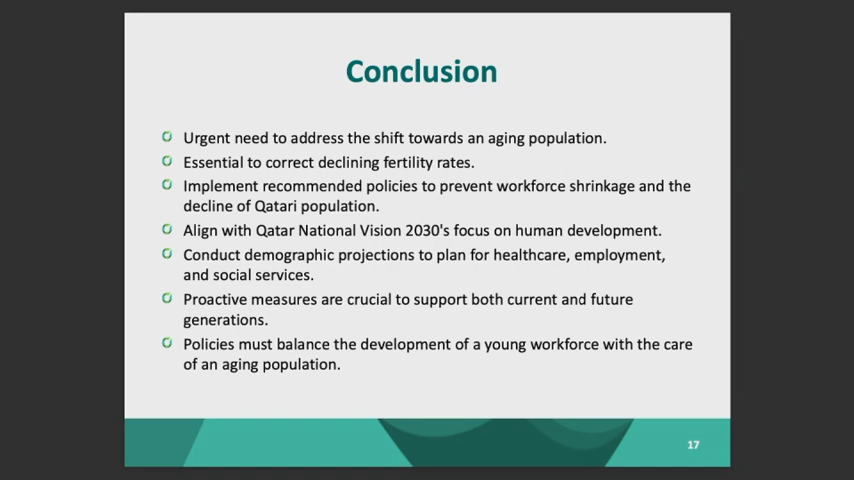 Conclusion
Urgent need to address the shift towards an aging population.
Essential to correct declining fertility rates.
Implement recommended policies to prevent workforce shrinkage and the
decline of Qatari population.
Align with Qatar National Vision 2030's focus on human development.
Conduct demographic projections to plan for healthcare, employment,
and social services.
Proactive measures are crucial to support both current and future
generations.
Policies must balance the development of a young workforce with the care
of an aging population.
17